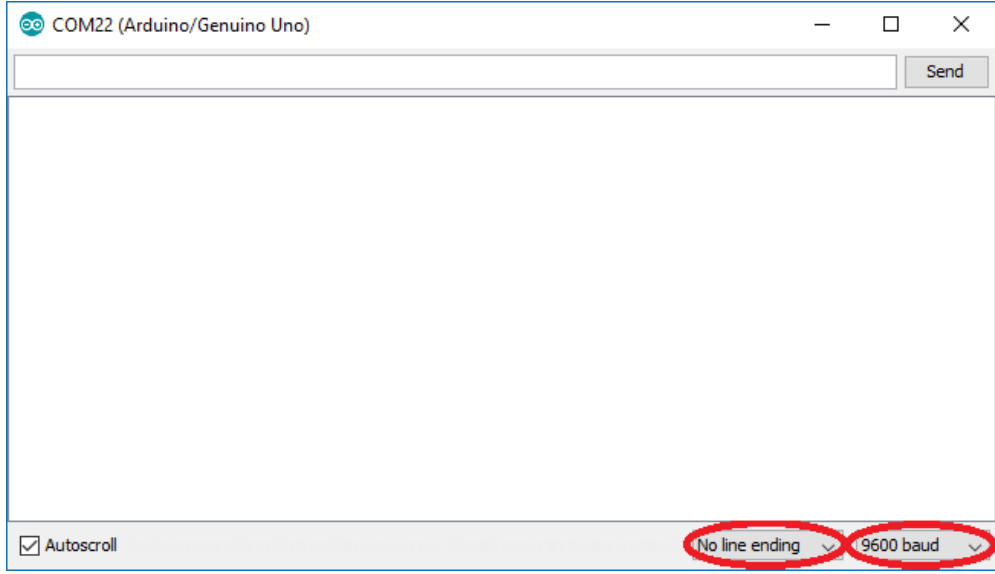 COM22 (Arduino/Genuino Uno)
Send
Autoscroll
No line ending
9600 baud